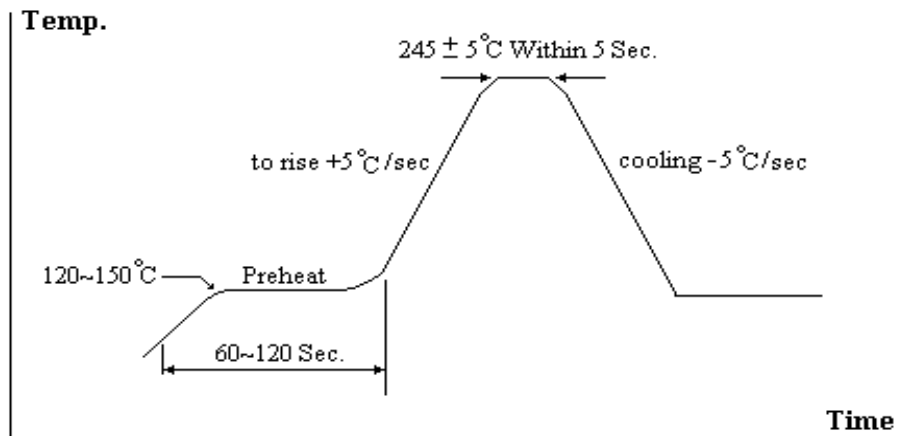 Temp.
245 ± 5°C Within 5 Sec.
to rise +5°C/sec
cooling -5°C/sec
120~150°C
Preheat
60~120 Sec.
Time